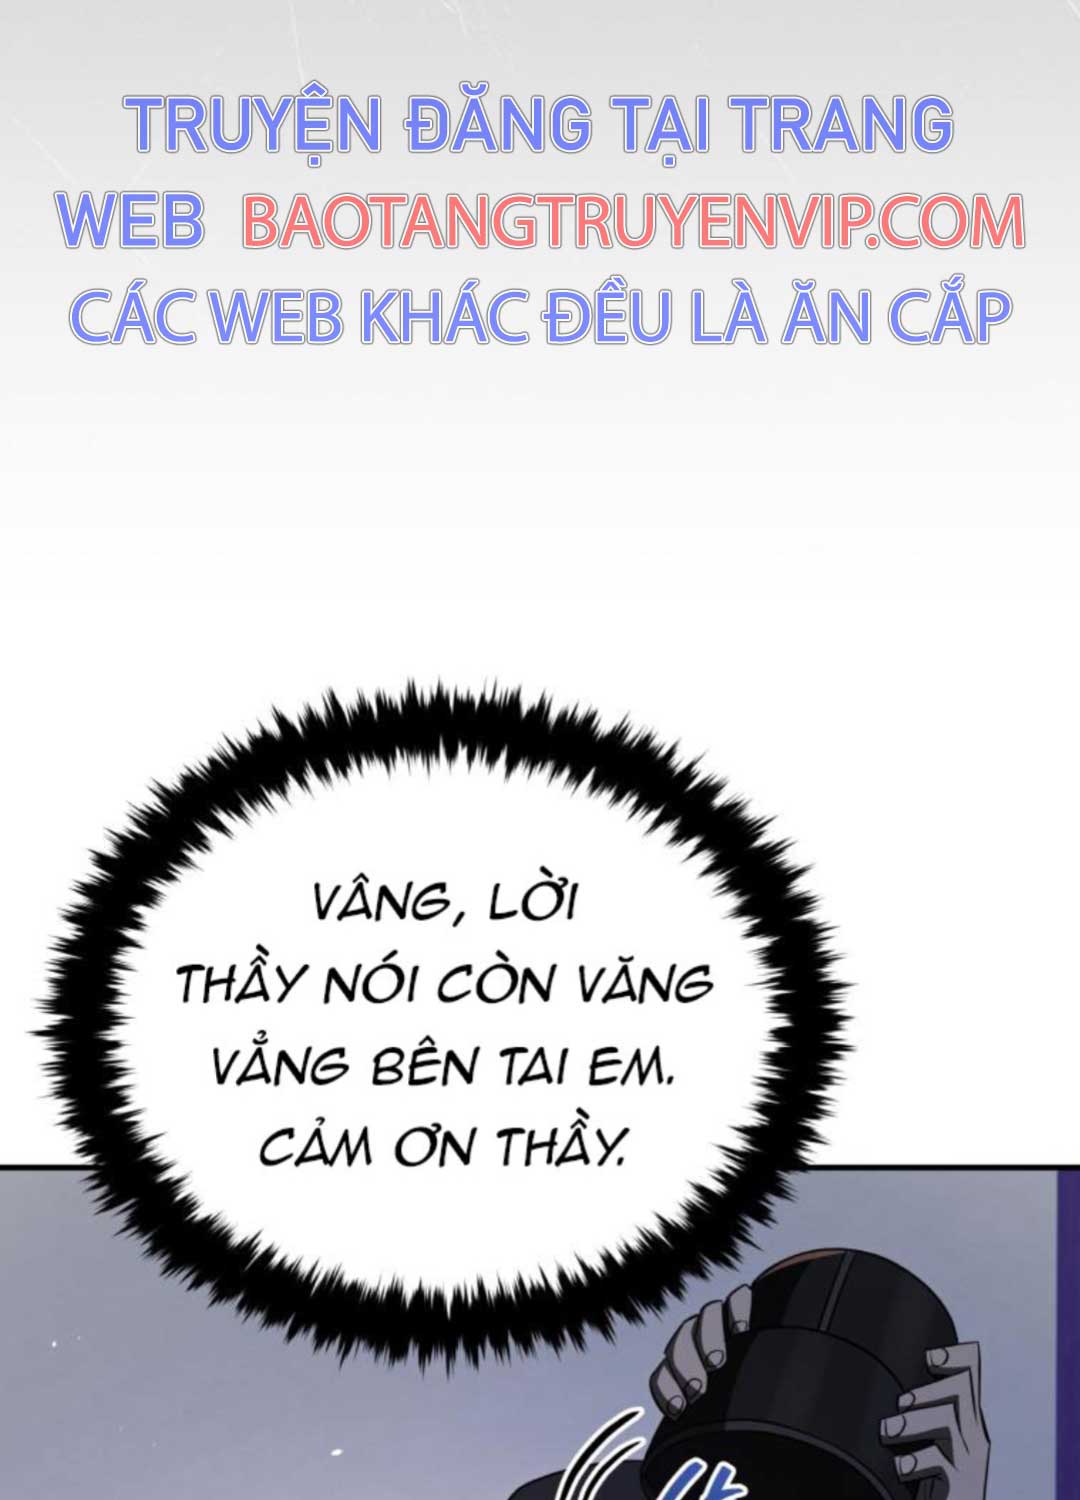 TRUYỆN ĐĂNG TẠI TRANG
WEB BAOTANGTRUYENVIP.COM
CÁC WEB KHÁC ĐỀU LÀ ĂN CẮP
VÂNG, LỜI
THẦY NÓI CÒN VĂNG
VẲNG BÊN TAI EM.
CẢM ƠN THẦY.